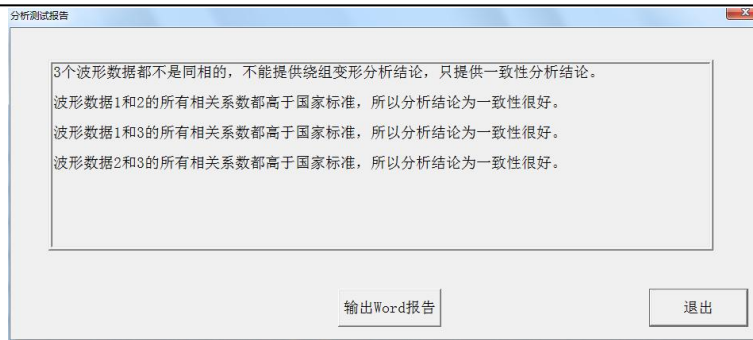 分析测试报告
3个波形数据都不是同相的，不能提供绕组变形分析结论，只提供一致性分析结论。
波形数据1和2的所有相关系数都高于国家标准，所以分析结论为一致性很好。
波形数据1和3的所有相关系数都高于国家标准，所以分析结论为一致性很好。
波形数据2和3的所有相关系数都高于国家标准，所以分析结论为一致性很好。
输出Word报告
退出